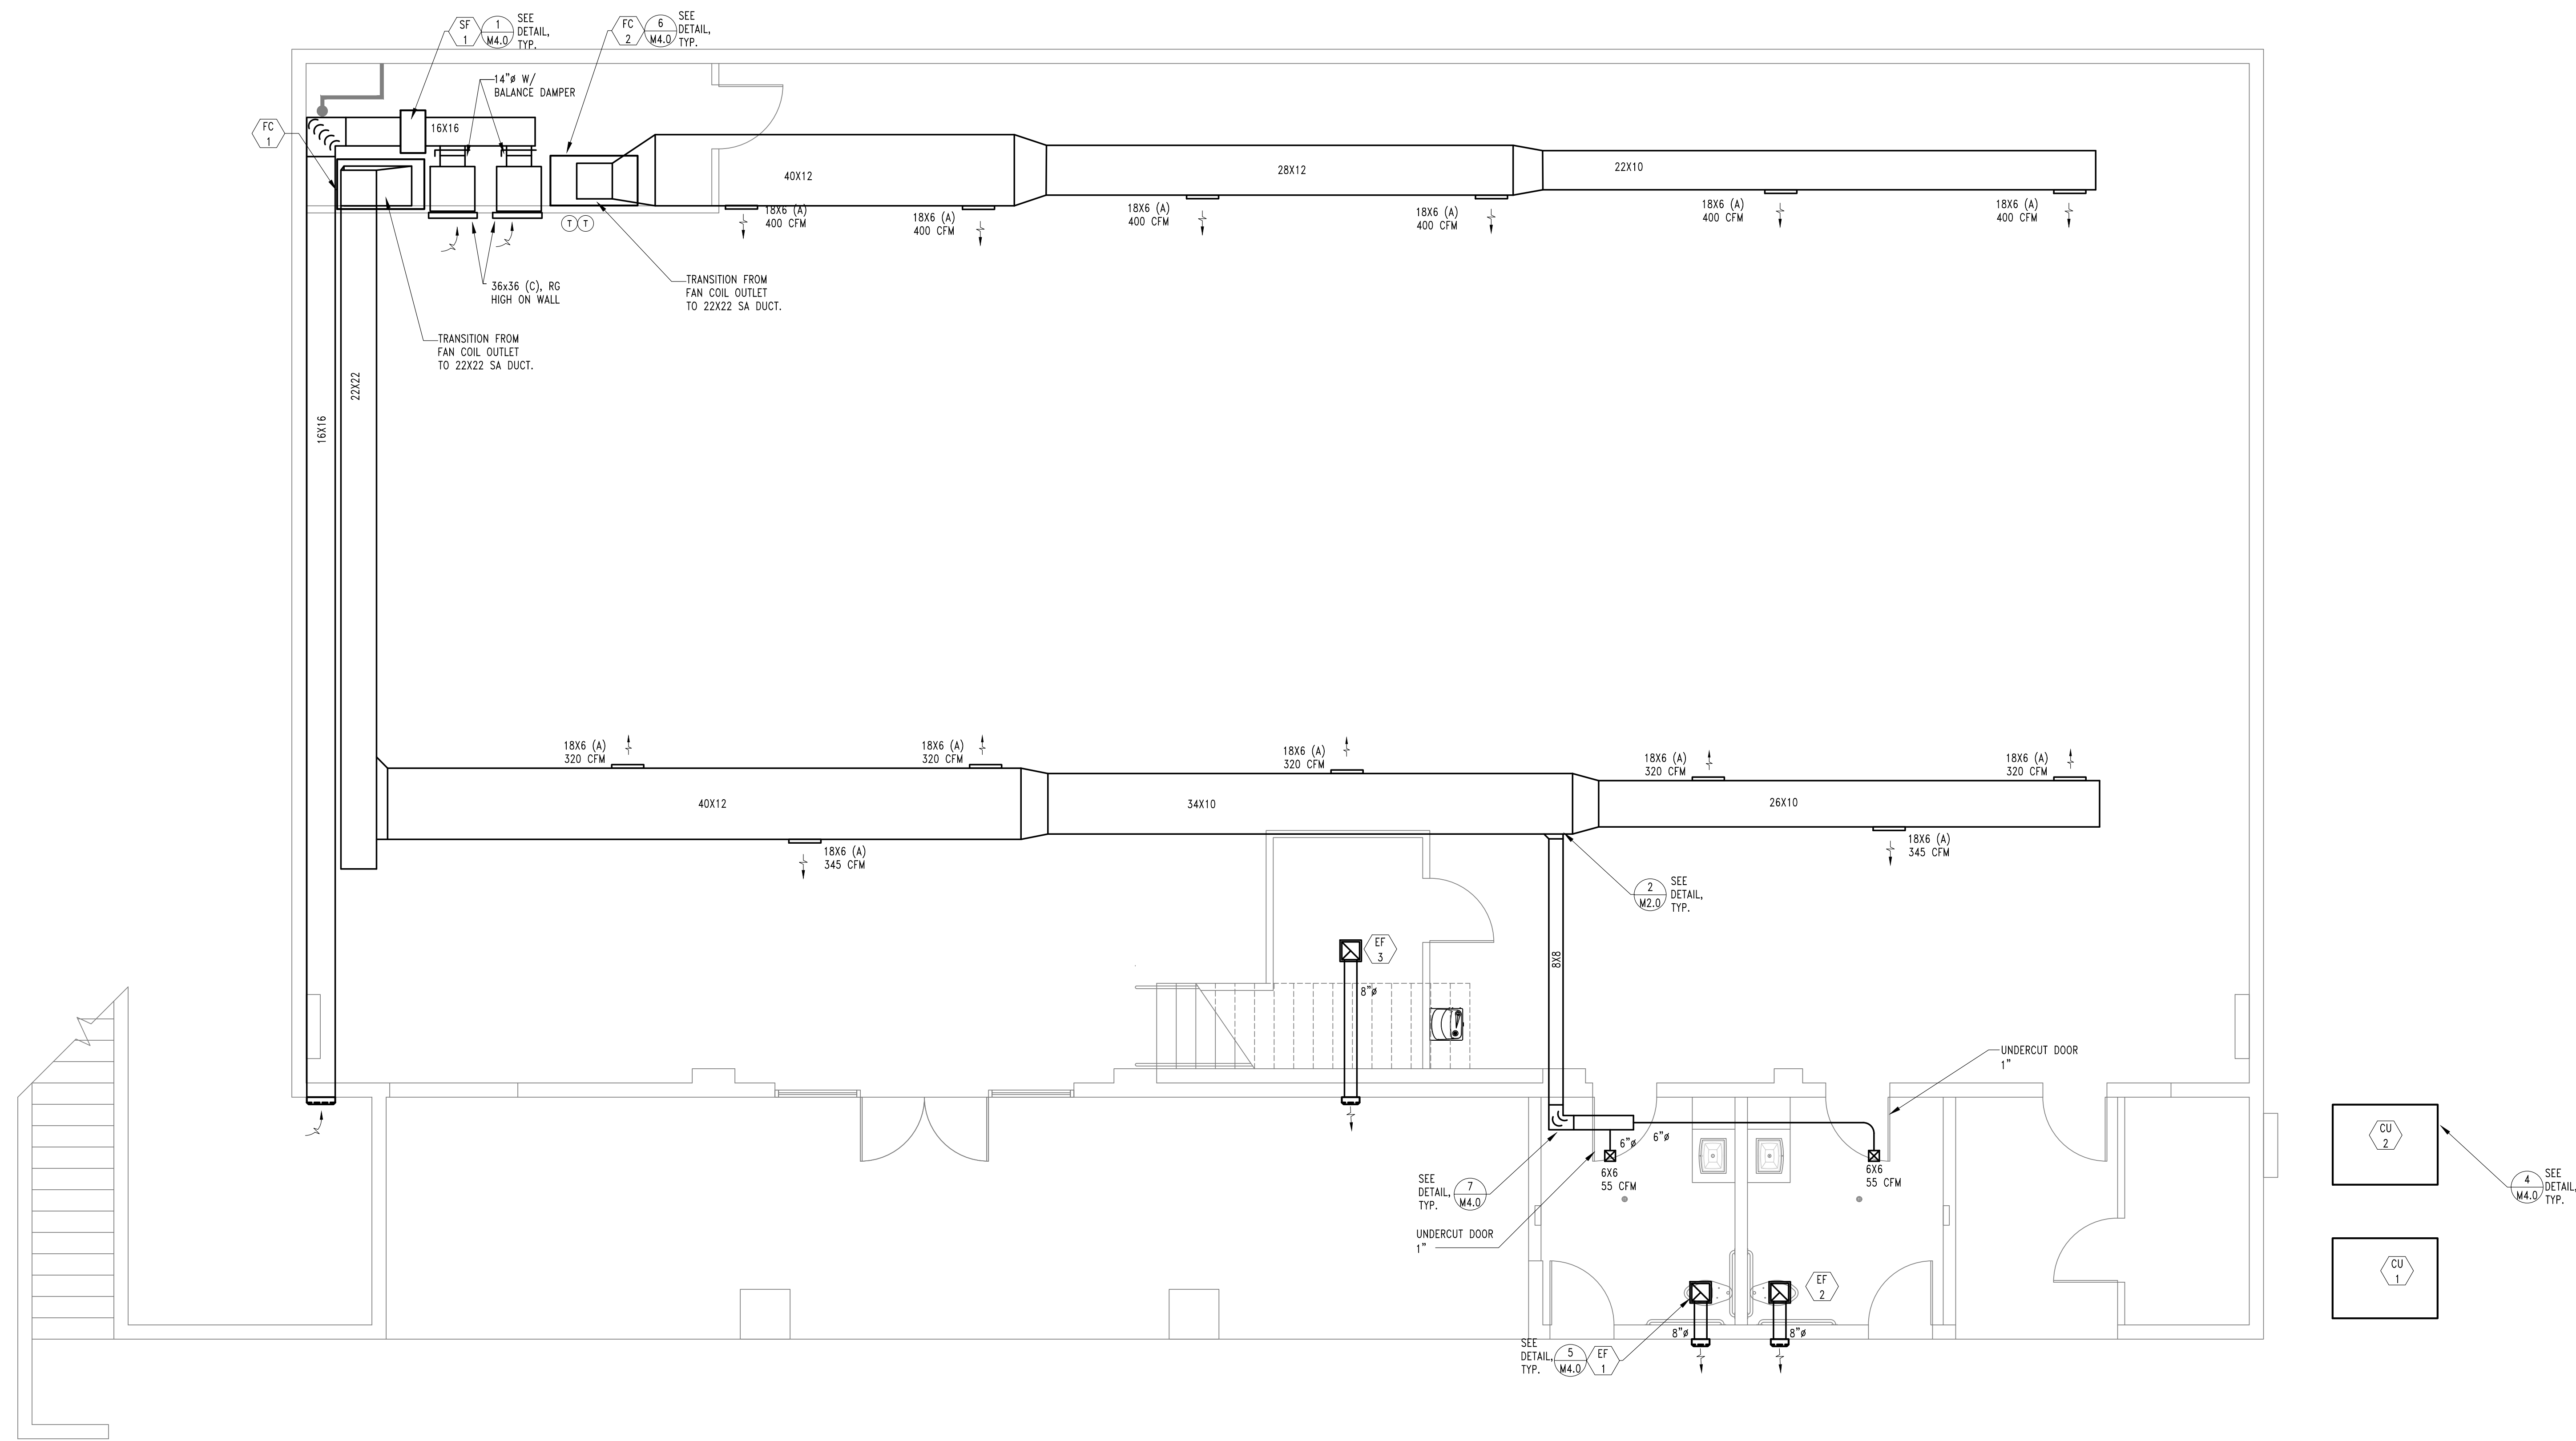 SF
1
1
M4.0
SEE
DETAIL,
TYP.
FC
2
6
M4.0
SEE
DETAIL,
TYP.
14"ø W/
BALANCE DAMPER
FC
1
16X16
40X12
28X12
22X10
18X6 (A)
400 CFM
18X6 (A)
400 CFM
18X6 (A)
400 CFM
18X6 (A)
400 CFM
18X6 (A)
400 CFM
18X6 (A)
400 CFM
T
T
36x36 (C), RG
HIGH ON WALL
TRANSITION FROM
FAN COIL OUTLET
TO 22X22 SA DUCT.
TRANSITION FROM
FAN COIL OUTLET
TO 22X22 SA DUCT.
22X22
16X16
18X6 (A)
320 CFM
18X6 (A)
320 CFM
18X6 (A)
320 CFM
18X6 (A)
320 CFM
18X6 (A)
320 CFM
40X12
34X10
26X10
18X6 (A)
345 CFM
18X6 (A)
345 CFM
2
M2.0
SEE
DETAIL,
TYP.
EF
3
8"ø
8X8
UNDERCUT DOOR
1"
6"ø
6"ø
6X6
55 CFM
6X6
55 CFM
SEE
DETAIL,
TYP.
7
M4.0
UNDERCUT DOOR
1"
CU
2
4
M4.0
SEE
DETAIL,
TYP.
CU
1
EF
2
8"ø
8"ø
SEE
DETAIL,
TYP.
5
M4.0
EF
1